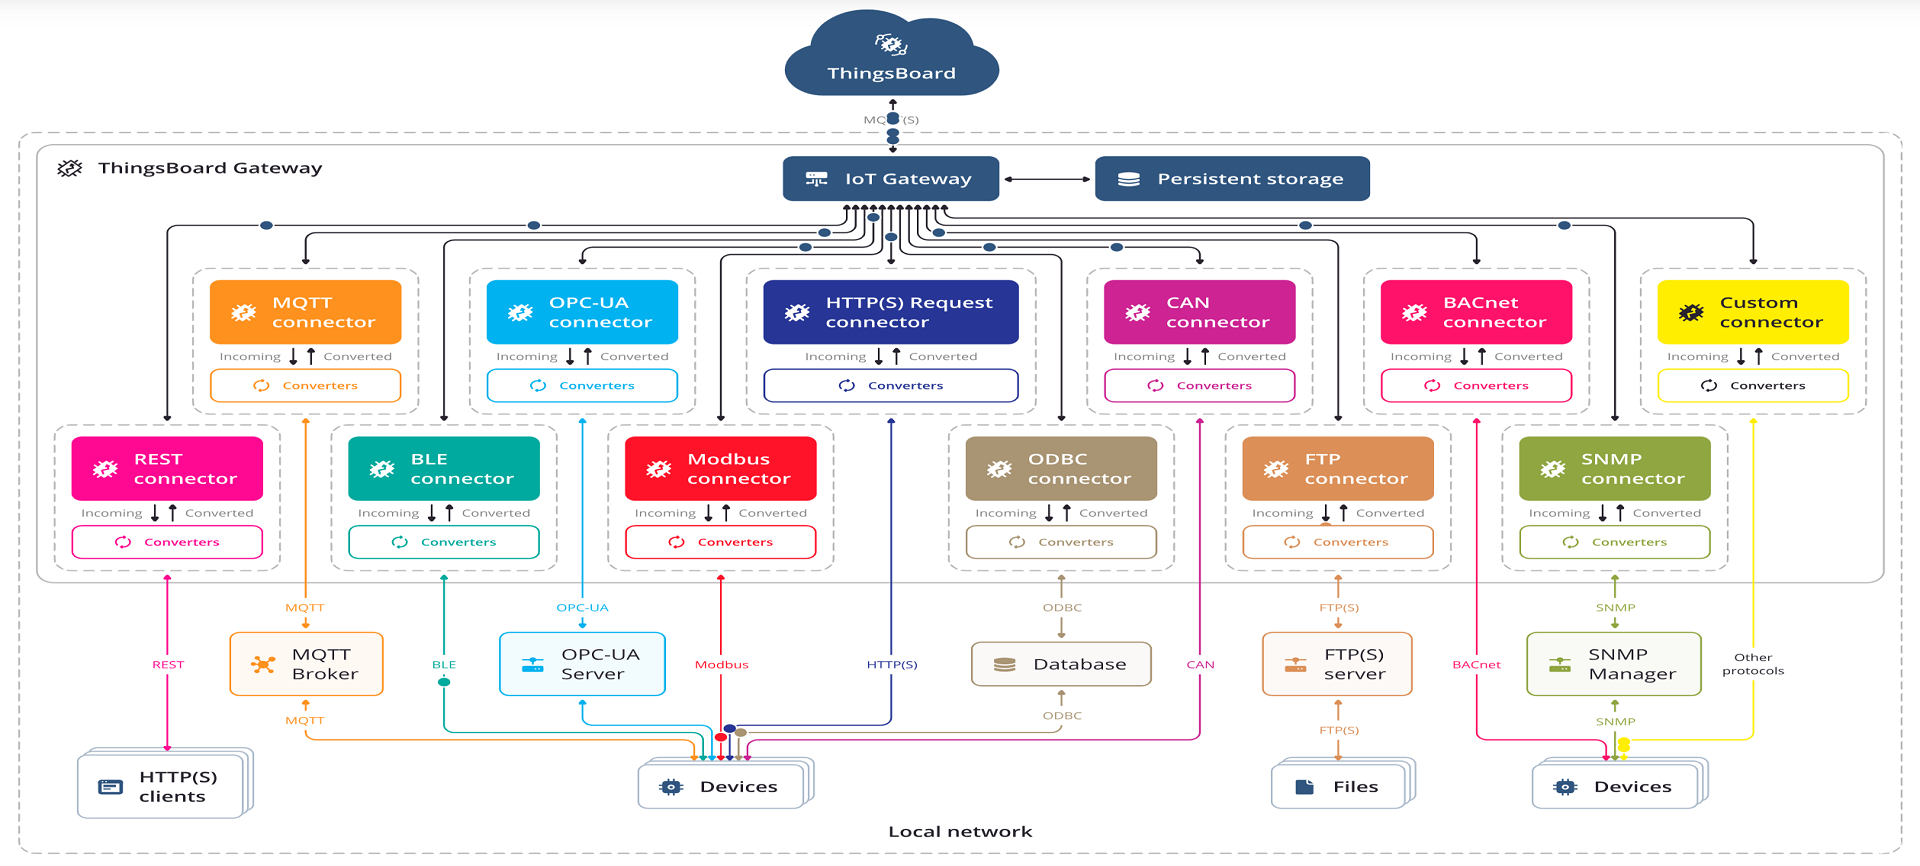 ThingsBoard
MQ (S)
ThingsBoard Gateway
IoT Gateway
Persistent storage
MQTT
connector
OPC-UA
connector
HTTP(S) Request
connector
CAN
connector
BACnet
connector
Custom
connector
Incoming Converted
Incoming Converted
Incoming Converted
Incoming Converted
Incoming Converted
Incoming Converted
Converters
Converters
Converters
Converters
Converters
Converters
REST
connector
BLE
connector
Modbus
connector
ODBC
connector
FTP
connector
SNMP
connector
Incoming Converted
Incoming Converted
Incoming Converted
Incoming Converted
Incoming Converted
Incoming Converted
Converters
Converters
Converters
Converters
Converters
Converters
MQTT
OPC-UA
ODBC
FTP(S)
SNMP
REST
MQTT
Broker
BLE
OPC-UA
Server
Modbus
HTTP(S)
Database
CAN
FTP(S)
server
BACnet
SNMP
Manager
Other
protocols
MQTT
ODBC
FTP(S)
SNMP
HTTP(S)
clients
Devices
Files
Devices
Local network